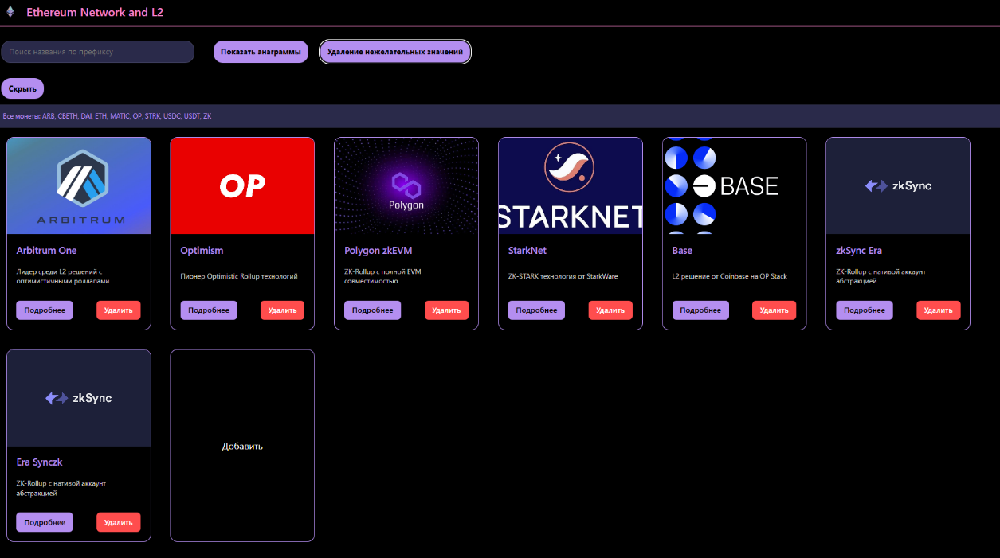 Ethereum Network and L2
Поиск названия по префиксу
Показать анаграммы
Удаление нежелательных значений
Скрыть
Все монеты: ARB, CBETH, DAI, ETH, MATIC, OP, STRK, USDC, USDT, ZK
ARBITRUM
Arbitrum One
Лидер среди L2 решений с
оптимистичными роллапами
Подробнее
Удалить
OP
Optimism
Пионер Optimistic Rollup технологий
Подробнее
Удалить
Polygon
Polygon zkEVM
ZK-Rollup с полной EVM
совместимостью
Подробнее
Удалить
STARKNET
StarkNet
ZK-STARK технология от StarkWare
Подробнее
Удалить
BASE
Base
L2 решение от Coinbase на OP Stack
Подробнее
Удалить
zkSync
zkSync Era
ZK-Rollup с нативой аккаунт
абстракцией
Подробнее
Удалить
zkSync
Era Synczk
ZK-Rollup с нативой аккаунт
абстракцией
Подробнее
Удалить
Добавить